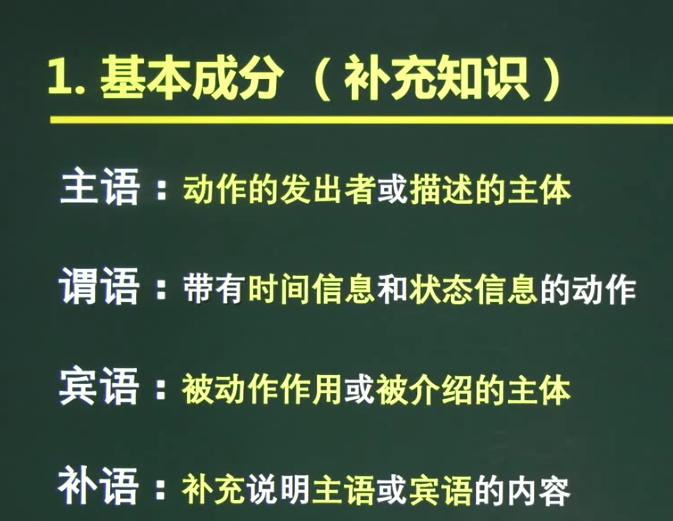 1. 基本成分（补充知识）
主语：动作的发出者或描述的主体
谓语：带有时间信息和状态信息的动作
宾语：被动作作用或被介绍的主体
补语：补充说明主语或宾语的内容